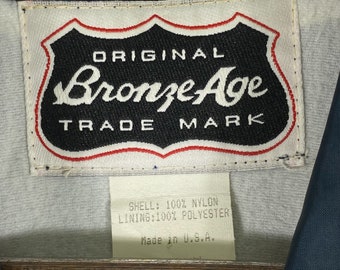 ORIGINAL
Bronze Age
TRADE MARK
SHELL: 100% NYLON
LINING:100% POLYESTER
Made in U.S.A.